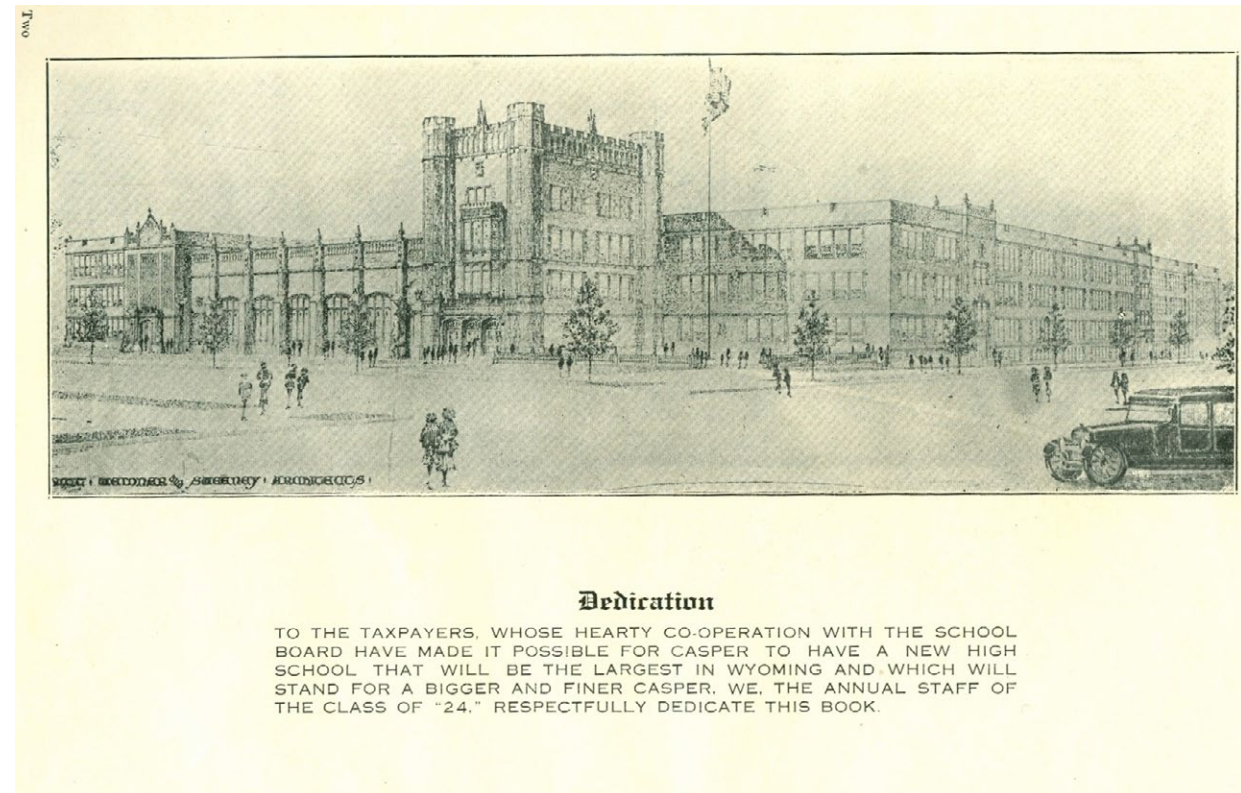 Two
& SWEENEY · ARCHITECTS ·
Dedication
TO THE TAXPAYERS, WHOSE HEARTY CO-OPERATION WITH THE SCHOOL
BOARD HAVE MADE IT POSSIBLE FOR CASPER TO HAVE A NEW HIGH
SCHOOL THAT WILL BE THE LARGEST IN WYOMING AND WHICH WILL
STAND FOR A BIGGER AND FINER CASPER, WE, THE ANNUAL STAFF OF
THE CLASS OF "24," RESPECTFULLY DEDICATE THIS BOOK.